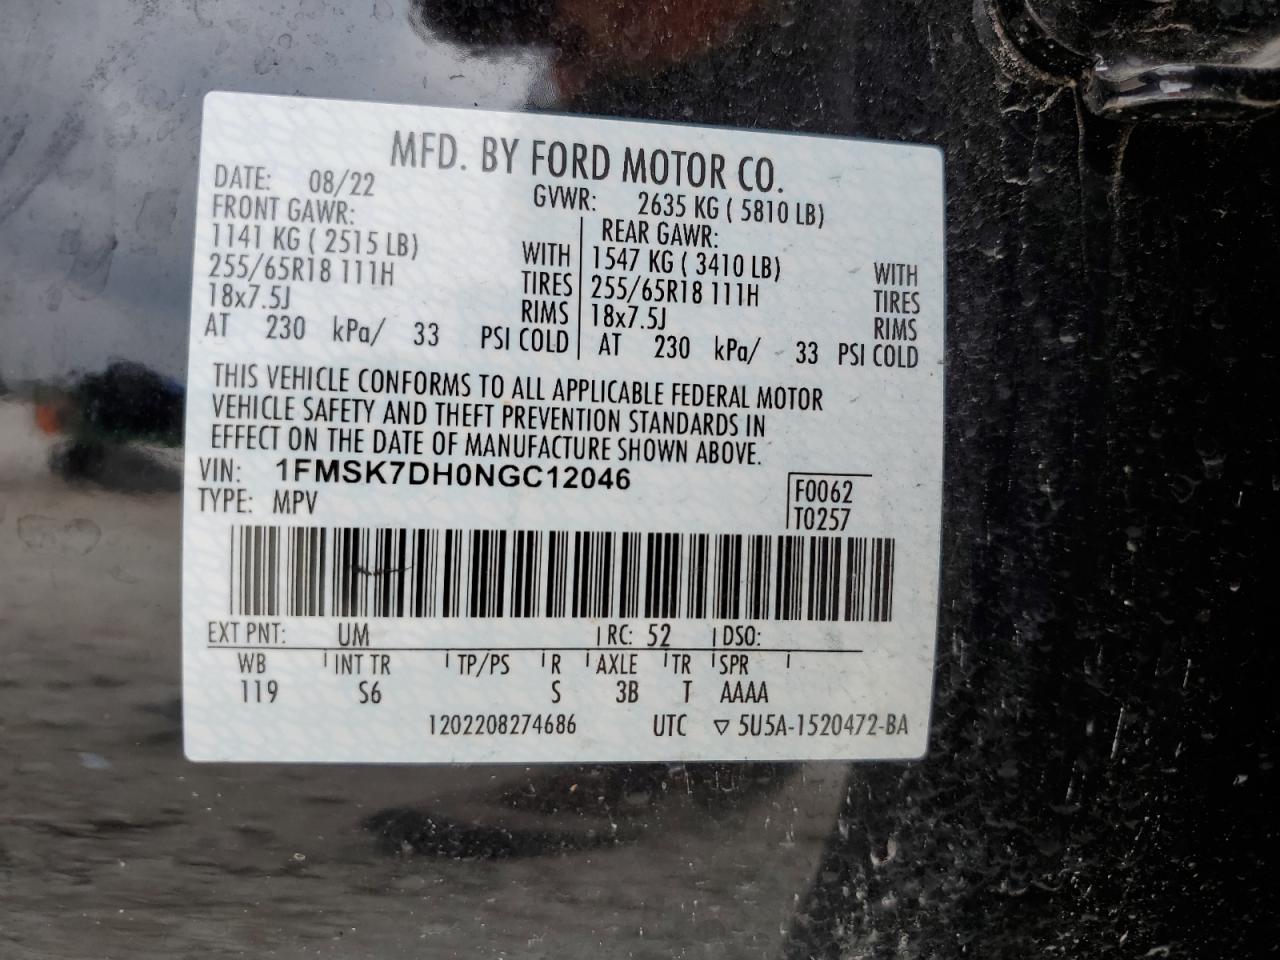 MFD. BY FORD MOTOR CO.
DATE: 08/22 GVWR: 2635 KG ( 5810 LB)
FRONT GAWR: REAR GAWR:
1141 KG ( 2515 LB) WITH 1547 KG ( 3410 LB) WITH
255/65R18 111H TIRES 255/65R18 111H TIRES
18x7.5J RIMS 18x7.5J RIMS
AT 230 kPa/ 33 PSI COLD AT 230 kPa/ 33 PSI COLD
THIS VEHICLE CONFORMS TO ALL APPLICABLE FEDERAL MOTOR
VEHICLE SAFETY AND THEFT PREVENTION STANDARDS IN
EFFECT ON THE DATE OF MANUFACTURE SHOWN ABOVE.
VIN: 1FMSK7DH0NGC12046
TYPE: MPV
F0062
T0257
EXT PNT: UM RC: 52 DSO:
WB INT TR TP/PS R AXLE TR SPR
119 S6 S 3B T AAAA
1202208274686 UTC ▽ 5U5A-1520472-BA